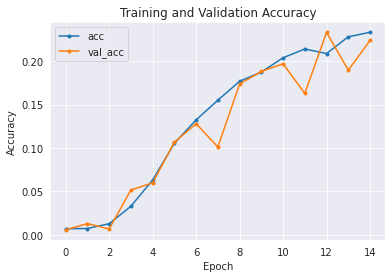 Training and Validation Accuracy
acc
val_acc
Accuracy
0.20
0.15
0.10
0.05
0.00
0 2 4 6 8 10 12 14
Epoch